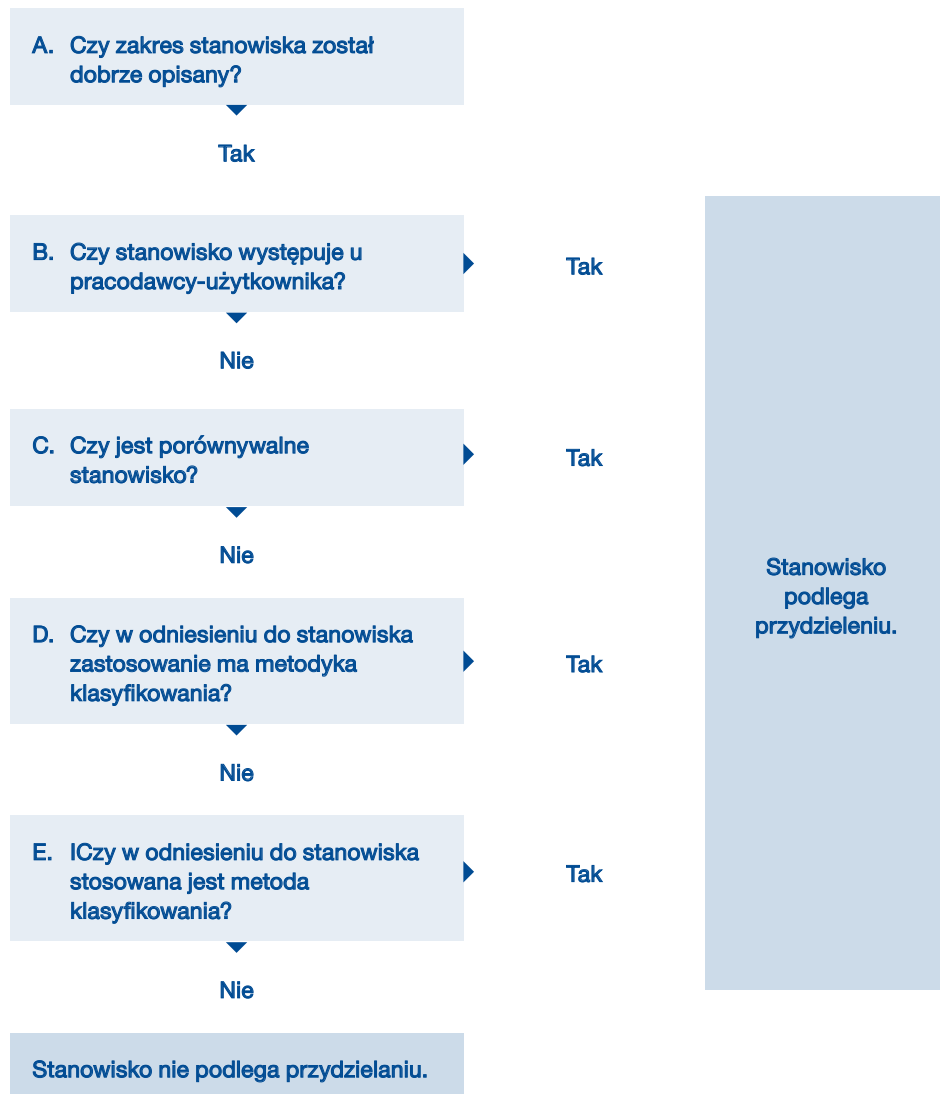 A. Czy zakres stanowiska został
dobrze opisany?
Tak
B. Czy stanowisko występuje u
pracodawcy-użytkownika?
Tak
Nie
C. Czy jest porównywalne
stanowisko?
Tak
Nie
D. Czy w odniesieniu do stanowiska
zastosowanie ma metodyka
klasyfikowania?
Tak
Nie
E. ICzy w odniesieniu do stanowiska
stosowana jest metoda
klasyfikowania?
Tak
Nie
Stanowisko nie podlega przydzielaniu.
Stanowisko
podlega
przydzieleniu.